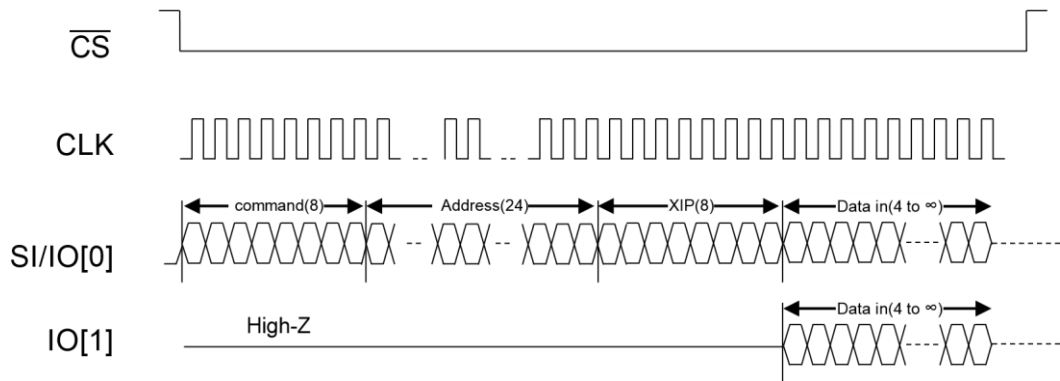 CS
CLK
command(8) Address(24) XIP(8) Data in(4 to ∞)
SI/IO[0]
Data in(4 to ∞)
High-Z
IO[1]